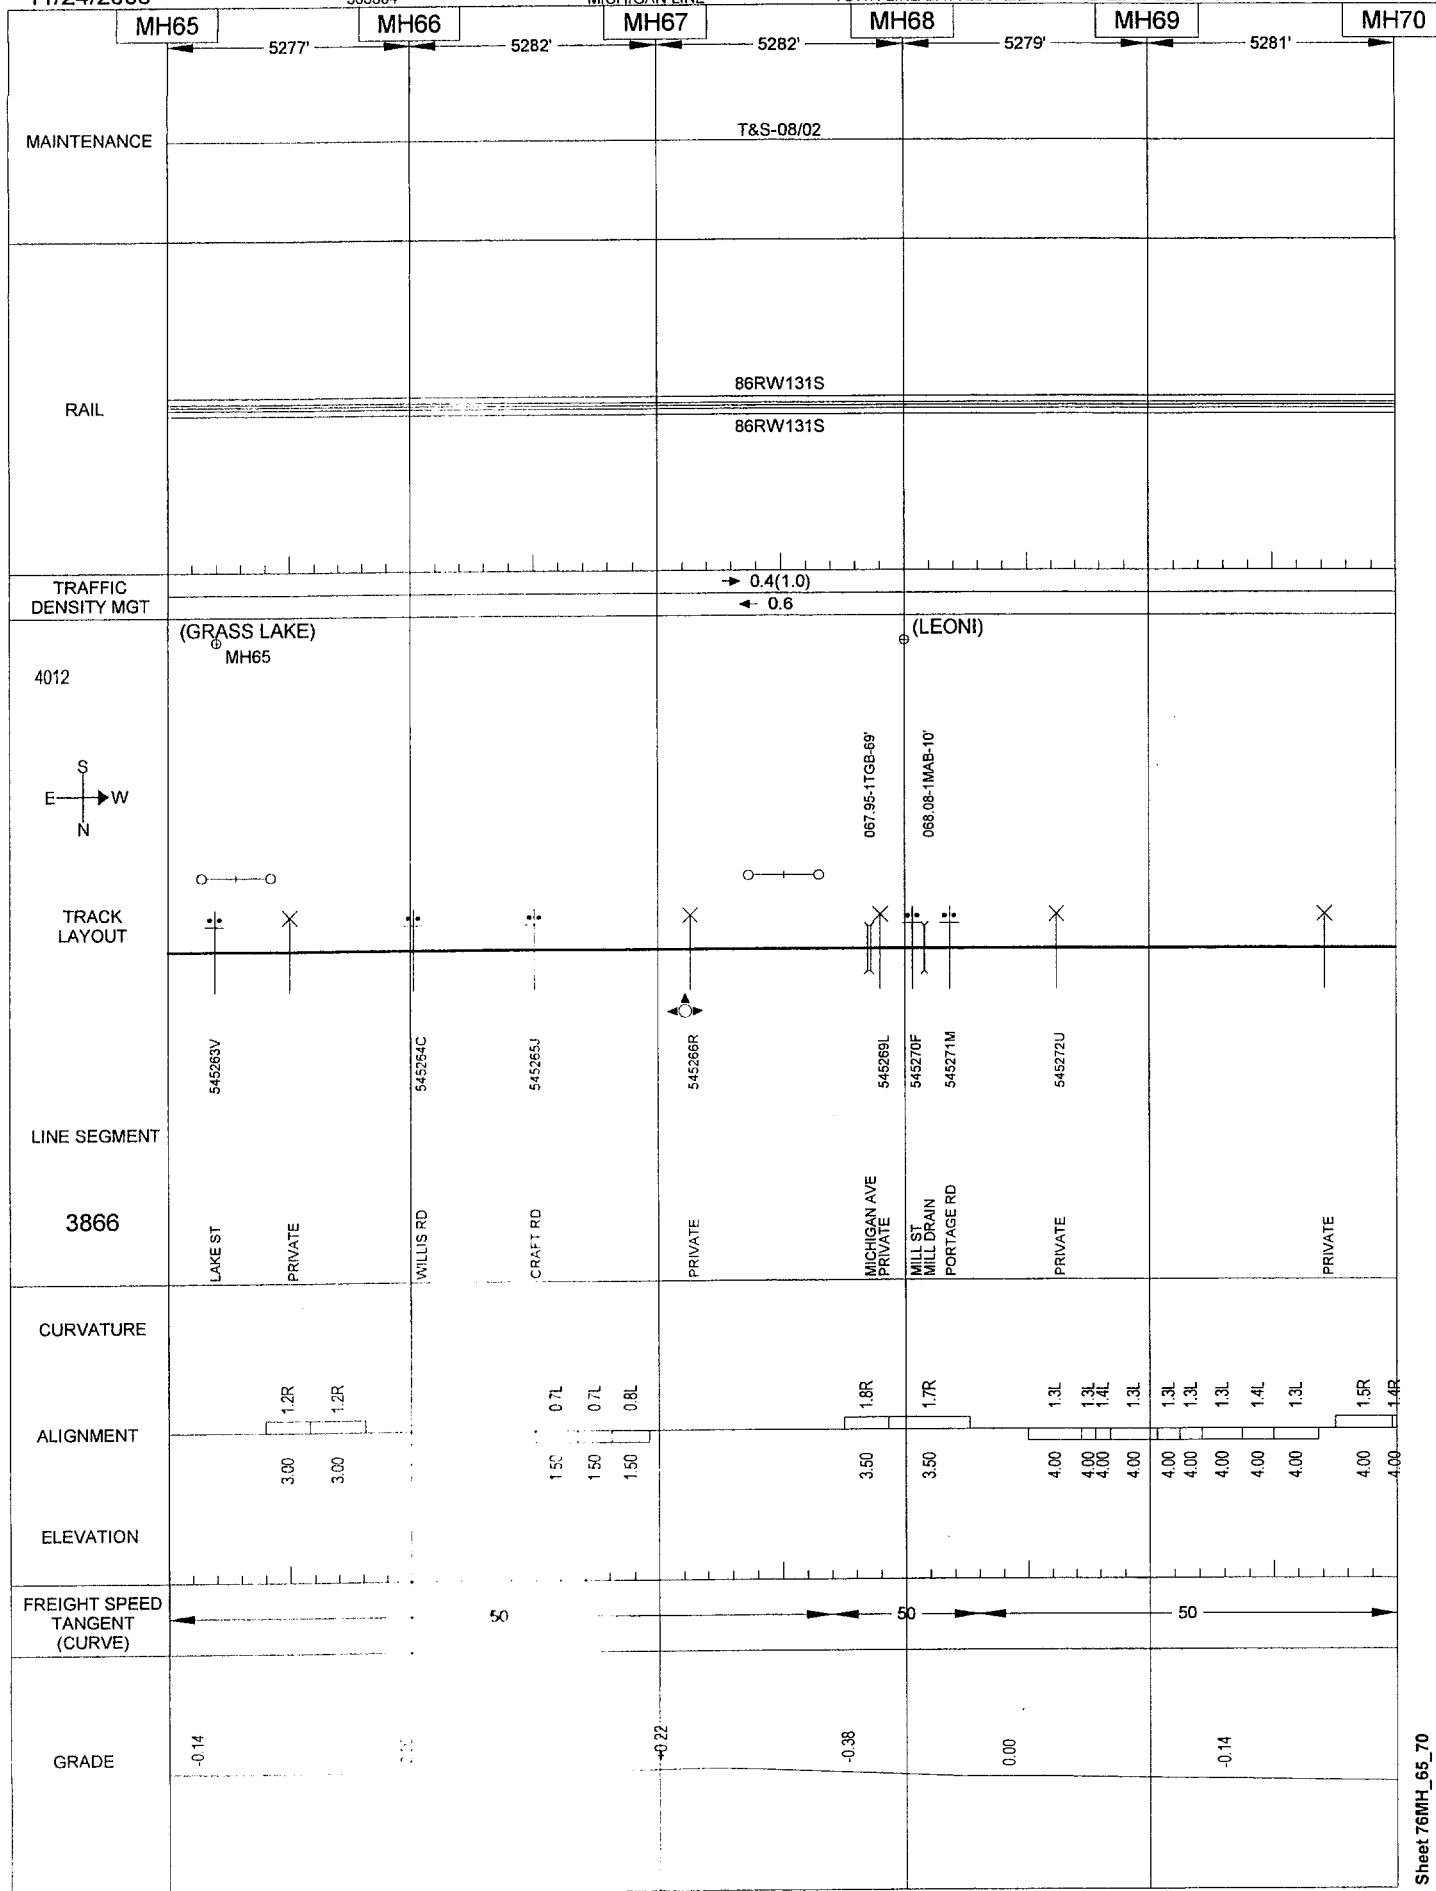 MICHIGAN LINE
MH65 MH66 MH67 MH68 MH69 MH70
5277' 5282' 5282' 5279' 5281'
MAINTENANCE
T&S-08/02
RAIL
86RW131S
86RW131S
TRAFFIC
DENSITY MGT
0.4(1.0)
0.6
(GRASS LAKE)
MH65
(LEONI)
4012
S
E W
N
067.95-1TGB-69'
068.08-1MAB-10'
TRACK
LAYOUT
545263V
545264C
545265J
545266R
545269L
545270F
545271M
545272U
LINE SEGMENT
3866
LAKE ST
PRIVATE
WILLIS RD
CRAFT RD
PRIVATE
MICHIGAN AVE
PRIVATE
MILL ST
MILL DRAIN
PORTAGE RD
PRIVATE
PRIVATE
CURVATURE
1.2R 1.2R 0.7L 0.7L 0.8L 1.8R 1.7R 1.3L 1.3L 1.4L 1.3L 1.3L 1.3L 1.3L 1.4L 1.3L 1.5R 1.4R
ALIGNMENT
3.00 3.00 1.50 1.50 1.50 3.50 3.50 4.00 4.00 4.00 4.00 4.00 4.00 4.00 4.00 4.00 4.00 4.00
ELEVATION
FREIGHT SPEED
TANGENT
(CURVE)
50 50 50
GRADE
-0.14 +0.22 -0.38 0.00 -0.14
Sheet 76MH_65_70